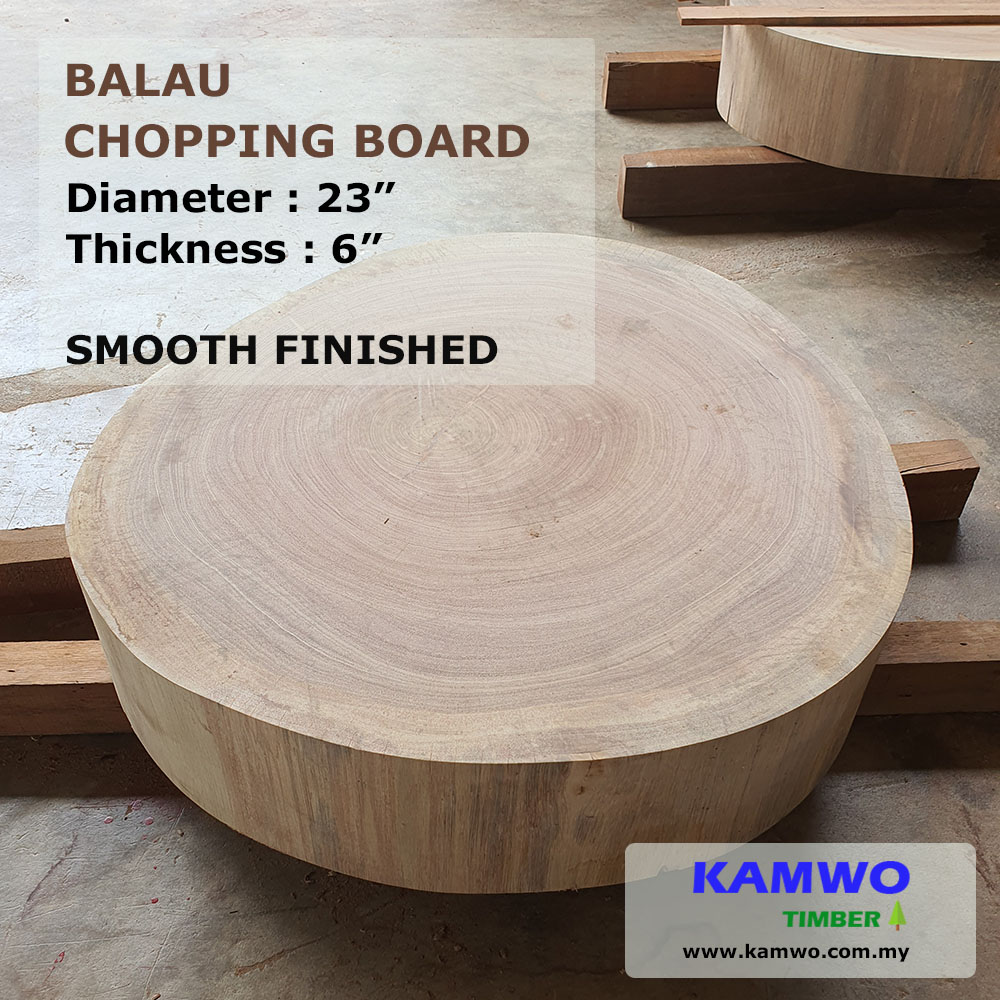 BALAU
CHOPPING BOARD
Diameter : 23”
Thickness : 6”
SMOOTH FINISHED
KAMWO
TIMBER
www.kamwo.com.my